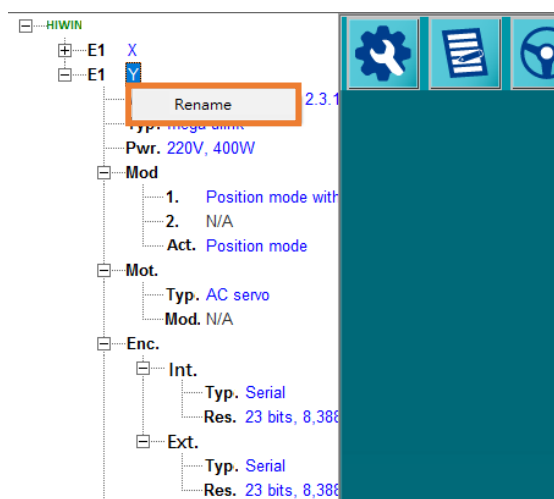 HIWIN
E1 X
E1 Y
Rename
2.3.1
Typ. mega-ulink
Pwr. 220V, 400W
Mod
1. Position mode with
2. N/A
Act. Position mode
Mot.
Typ. AC servo
Mod. N/A
Enc.
Int.
Typ. Serial
Res. 23 bits, 8,388
Ext.
Typ. Serial
Res. 23 bits, 8,388